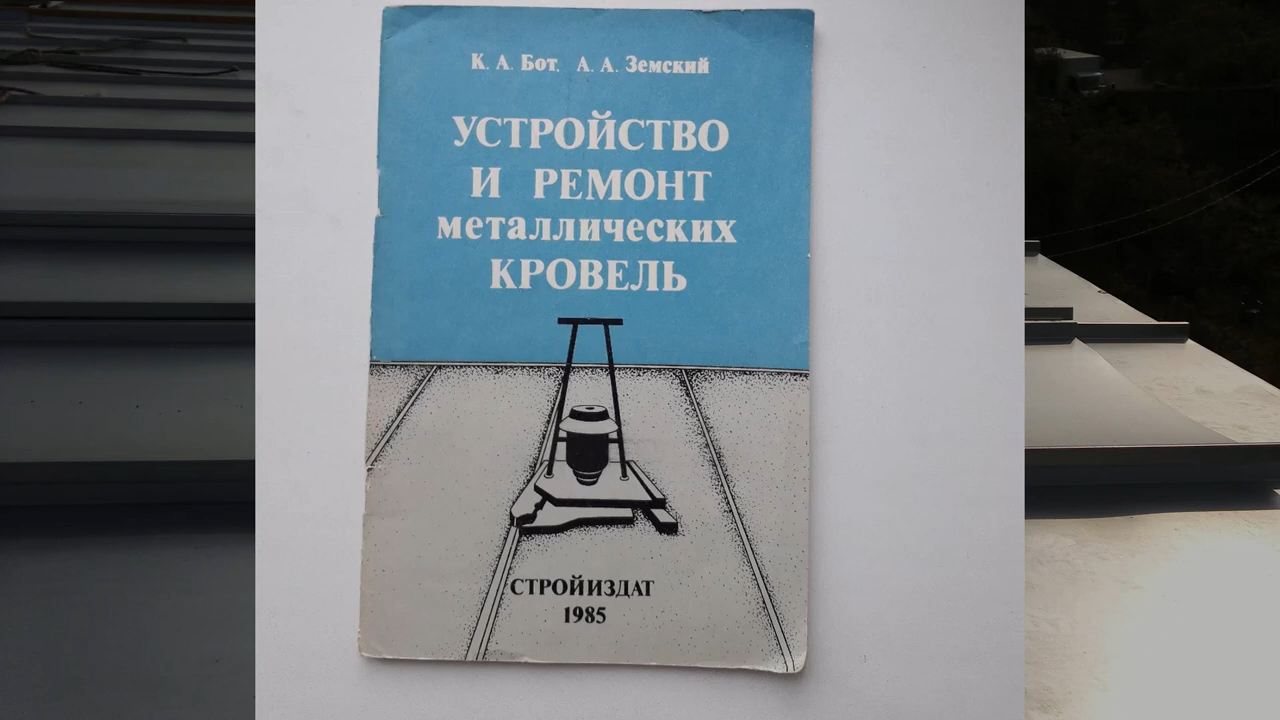 К. А. Бот, А. А. Земский
УСТРОЙСТВО
И РЕМОНТ
металлических
КРОВЕЛЬ
СТРОЙИЗДАТ
1985